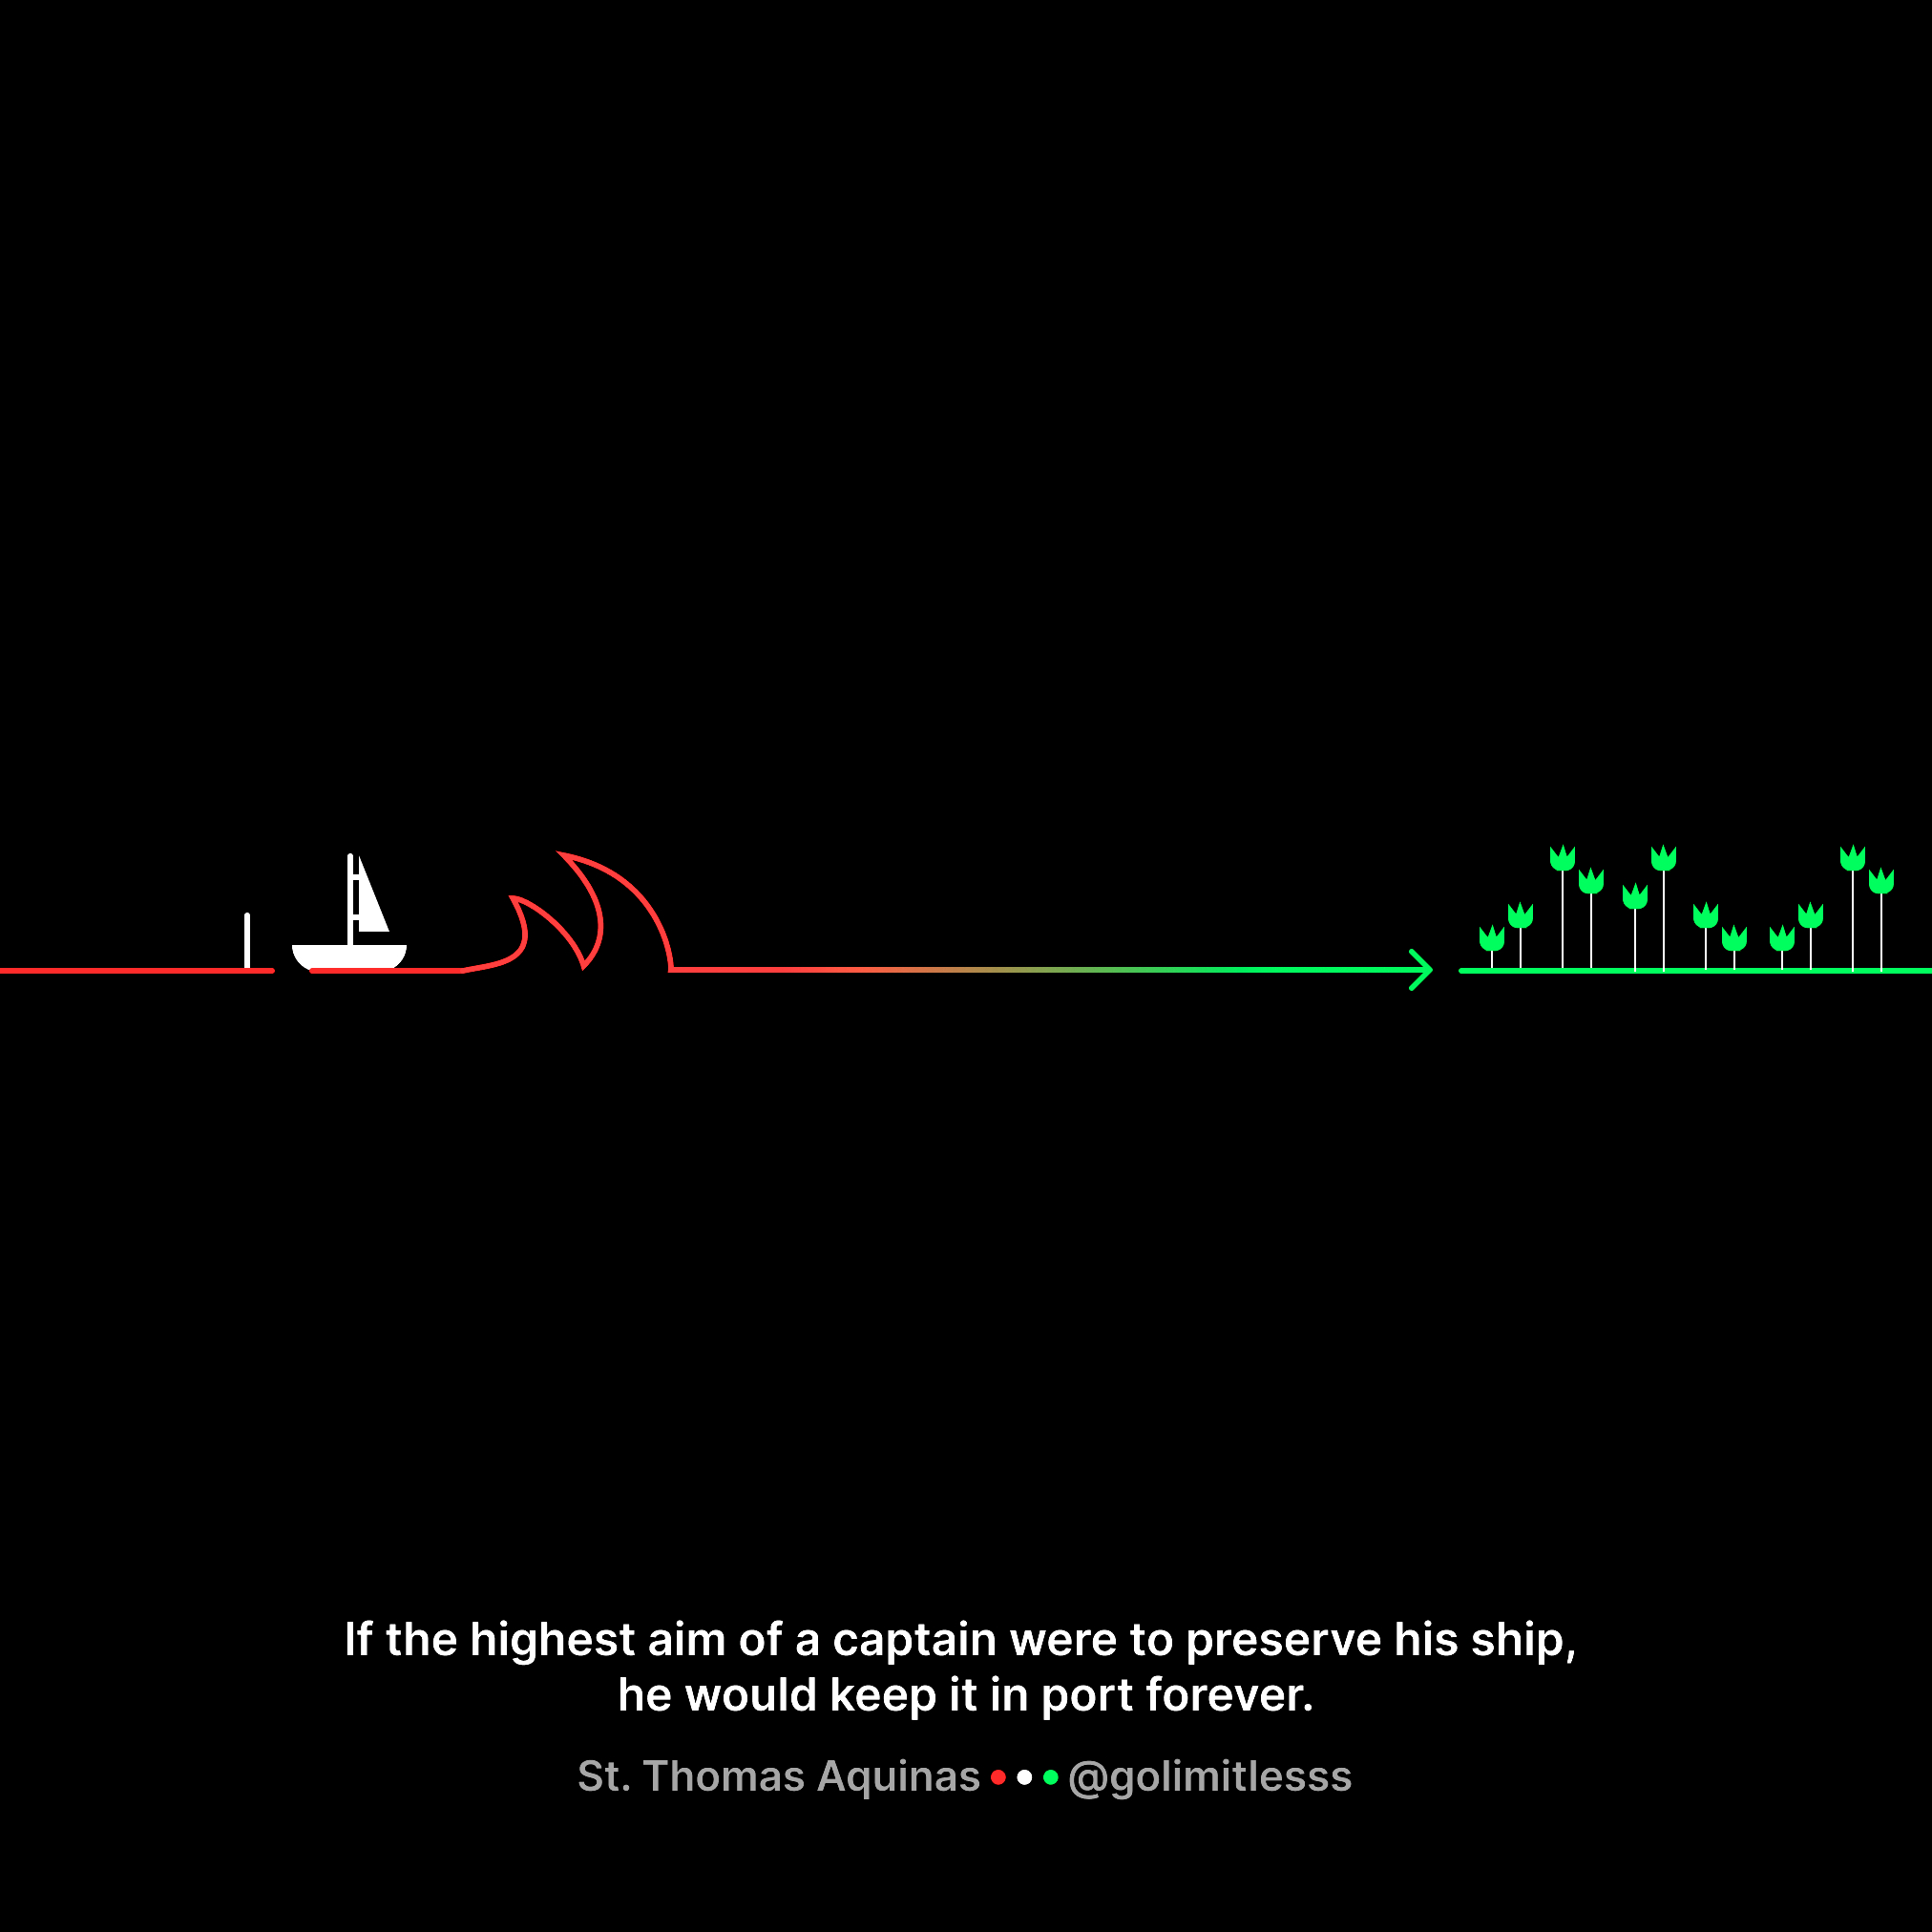 If the highest aim of a captain were to preserve his ship,
he would keep it in port forever.
St. Thomas Aquinas @golimitlesss